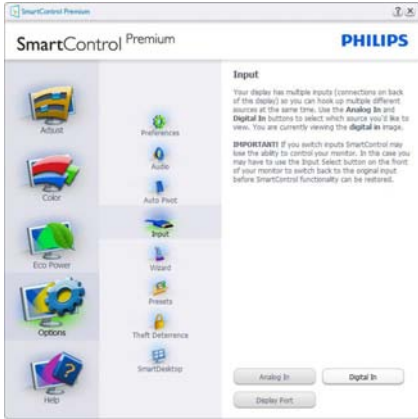 SmartControl Premium
SmartControl Premium
PHILIPS
Adjust
Color
Eco Power
Options
Help
Preferences
Audio
Auto Pivot
Input
Wizard
Presets
Theft Deterrence
SmartDesktop
Input
Your display has multiple inputs (connections on back
of this display) so you can hook up multiple different
sources at the same time. Use the Analog In and
Digital In buttons to select which source you'd like to
view. You are currently viewing the digital-in image.
IMPORTANT! If you switch inputs SmartControl may
lose the ability to control your monitor. In that case you
may have to use the Input Select button on the front
of your monitor to switch back to the original input
before SmartControl functionality can be restored.
Analog In
Digital In
Display Port